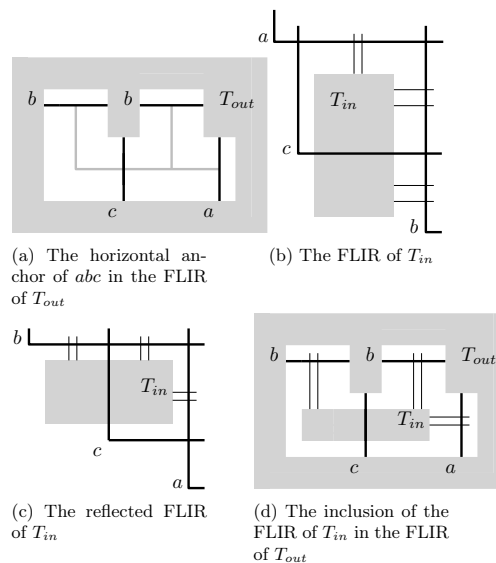 a
b b T_out
T_in
c
c a
b
(a) The horizontal an-
chor of abc in the FLIR
of T_out
(b) The FLIR of T_in
b
T_in
c
a
(c) The reflected FLIR
of T_in
b b T_out
T_in
c a
(d) The inclusion of the
FLIR of T_in in the FLIR
of T_out